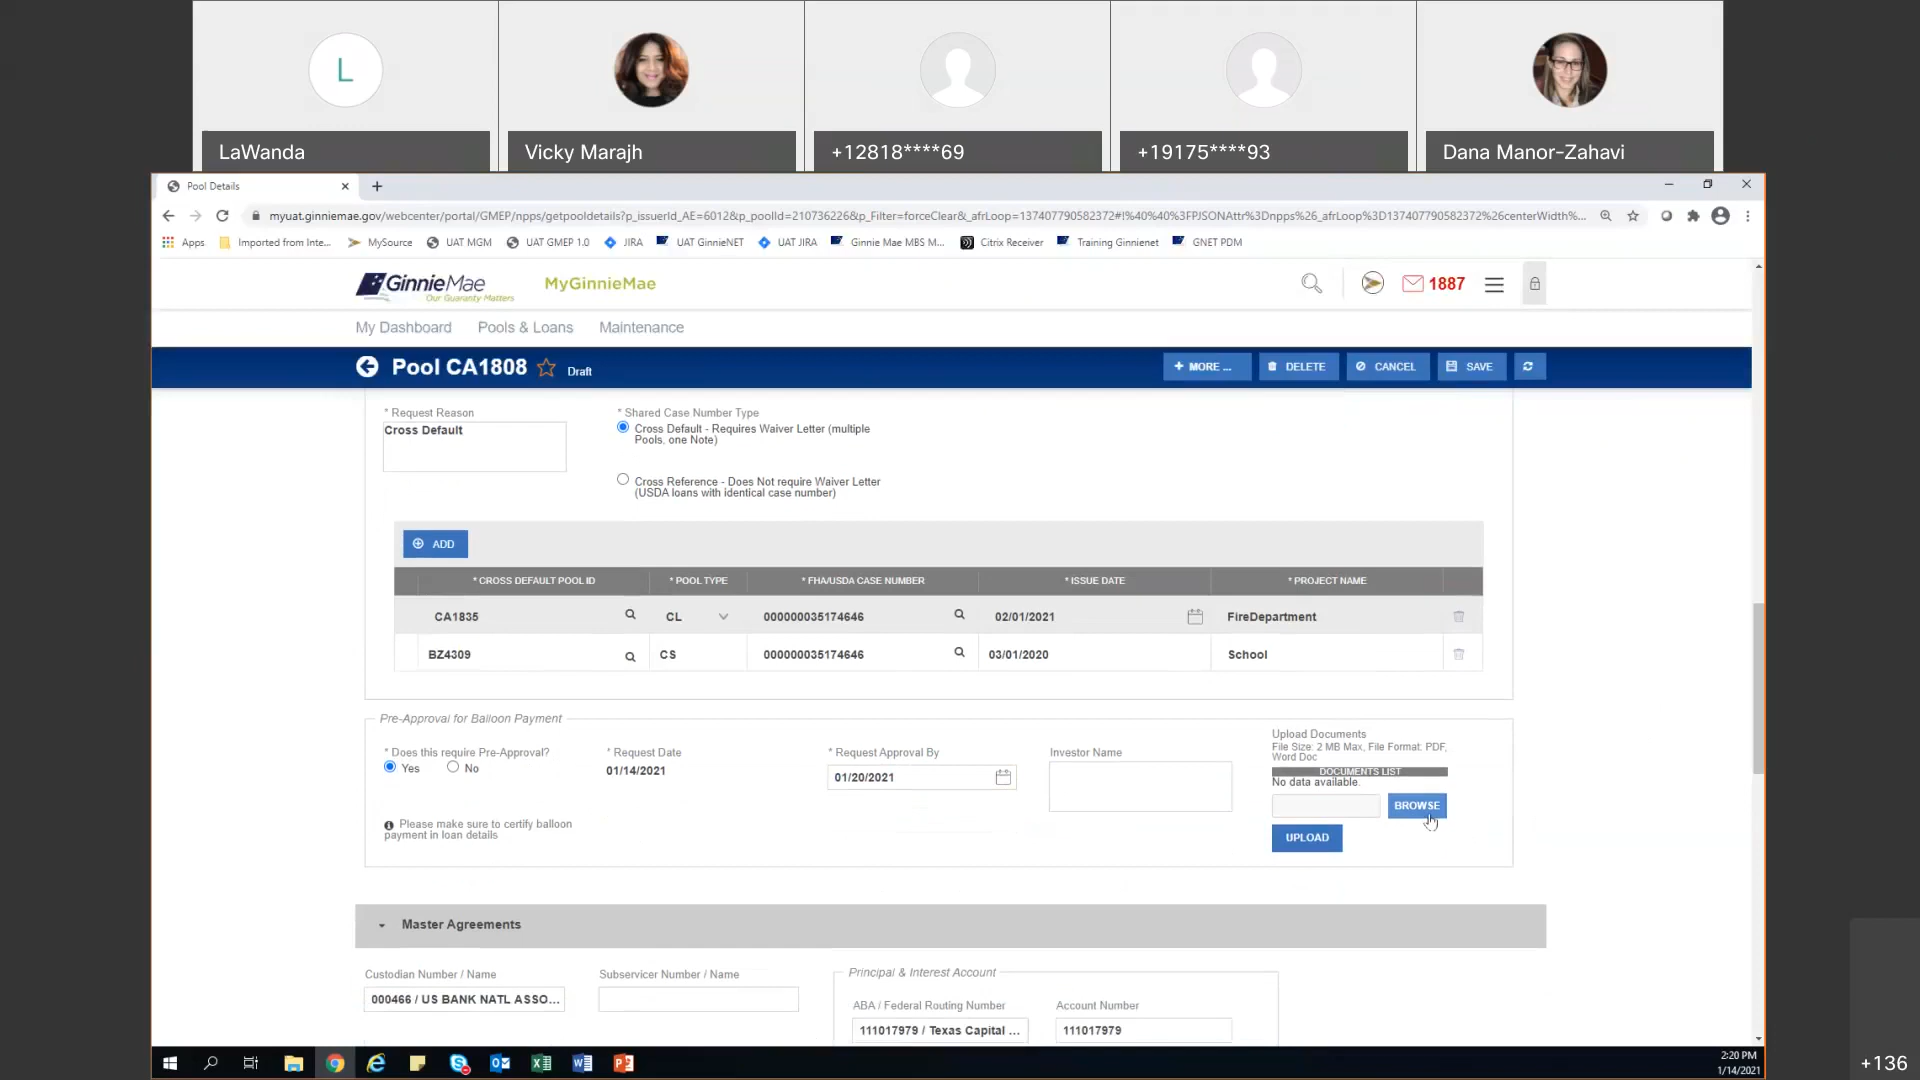 L
LaWanda
Vicky Marajh
+12818****69
+19175****93
Dana Manor-Zahavi
Pool Details
myuat.ginniemae.gov/webcenter/portal/GMEP/npps/getpooldetails?p_issuerId_AE=6012&p_poolId=210736226&p_Filter=forceClear&_afrLoop=137407790582372#!%40%40%3FPJSONAttr%3Dnpps%26_afrLoop%3D137407790582372%26centerWidth%...
Apps
Imported from Inte...
MySource
UAT MGM
UAT GMEP 1.0
JIRA
UAT GinnieNET
UAT JIRA
Ginnie Mae MBS M...
Citrix Receiver
Training Ginnienet
GNET PDM
GinnieMae
Our Guaranty Matters
MyGinnieMae
1887
My Dashboard
Pools & Loans
Maintenance
Pool CA1808
Draft
+ MORE ...
DELETE
CANCEL
SAVE
* Request Reason
Cross Default
* Shared Case Number Type
Cross Default - Requires Waiver Letter (multiple
Pools, one Note)
Cross Reference - Does Not require Waiver Letter
(USDA loans with identical case number)
ADD
* CROSS DEFAULT POOL ID
* POOL TYPE
* FHA/USDA CASE NUMBER
* ISSUE DATE
* PROJECT NAME
CA1835
CL
000000035174646
02/01/2021
FireDepartment
BZ4309
CS
000000035174646
03/01/2020
School
Pre-Approval for Balloon Payment
* Does this require Pre-Approval?
Yes
No
* Request Date
01/14/2021
* Request Approval By
01/20/2021
Investor Name
Upload Documents
File Size: 2 MB Max, File Format: PDF,
Word Doc
DOCUMENTS LIST
No data available.
BROWSE
UPLOAD
Please make sure to certify balloon
payment in loan details
Master Agreements
Custodian Number / Name
000466 / US BANK NATL ASSO...
Subservicer Number / Name
Principal & Interest Account
ABA / Federal Routing Number
111017979 / Texas Capital ...
Account Number
111017979
2:20 PM
1/14/2021
+136